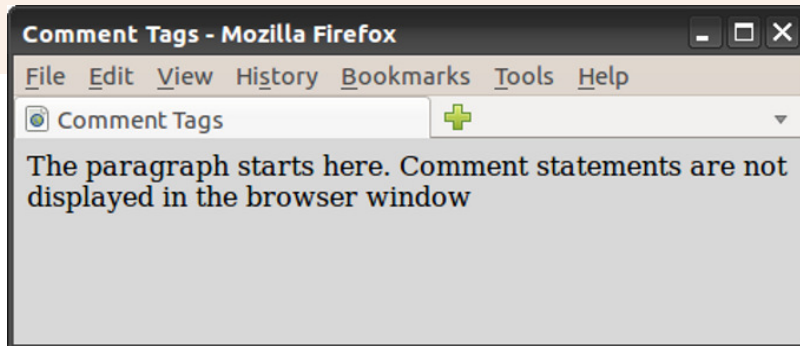 Comment Tags - Mozilla Firefox
File Edit View History Bookmarks Tools Help
Comment Tags
The paragraph starts here. Comment statements are not
displayed in the browser window